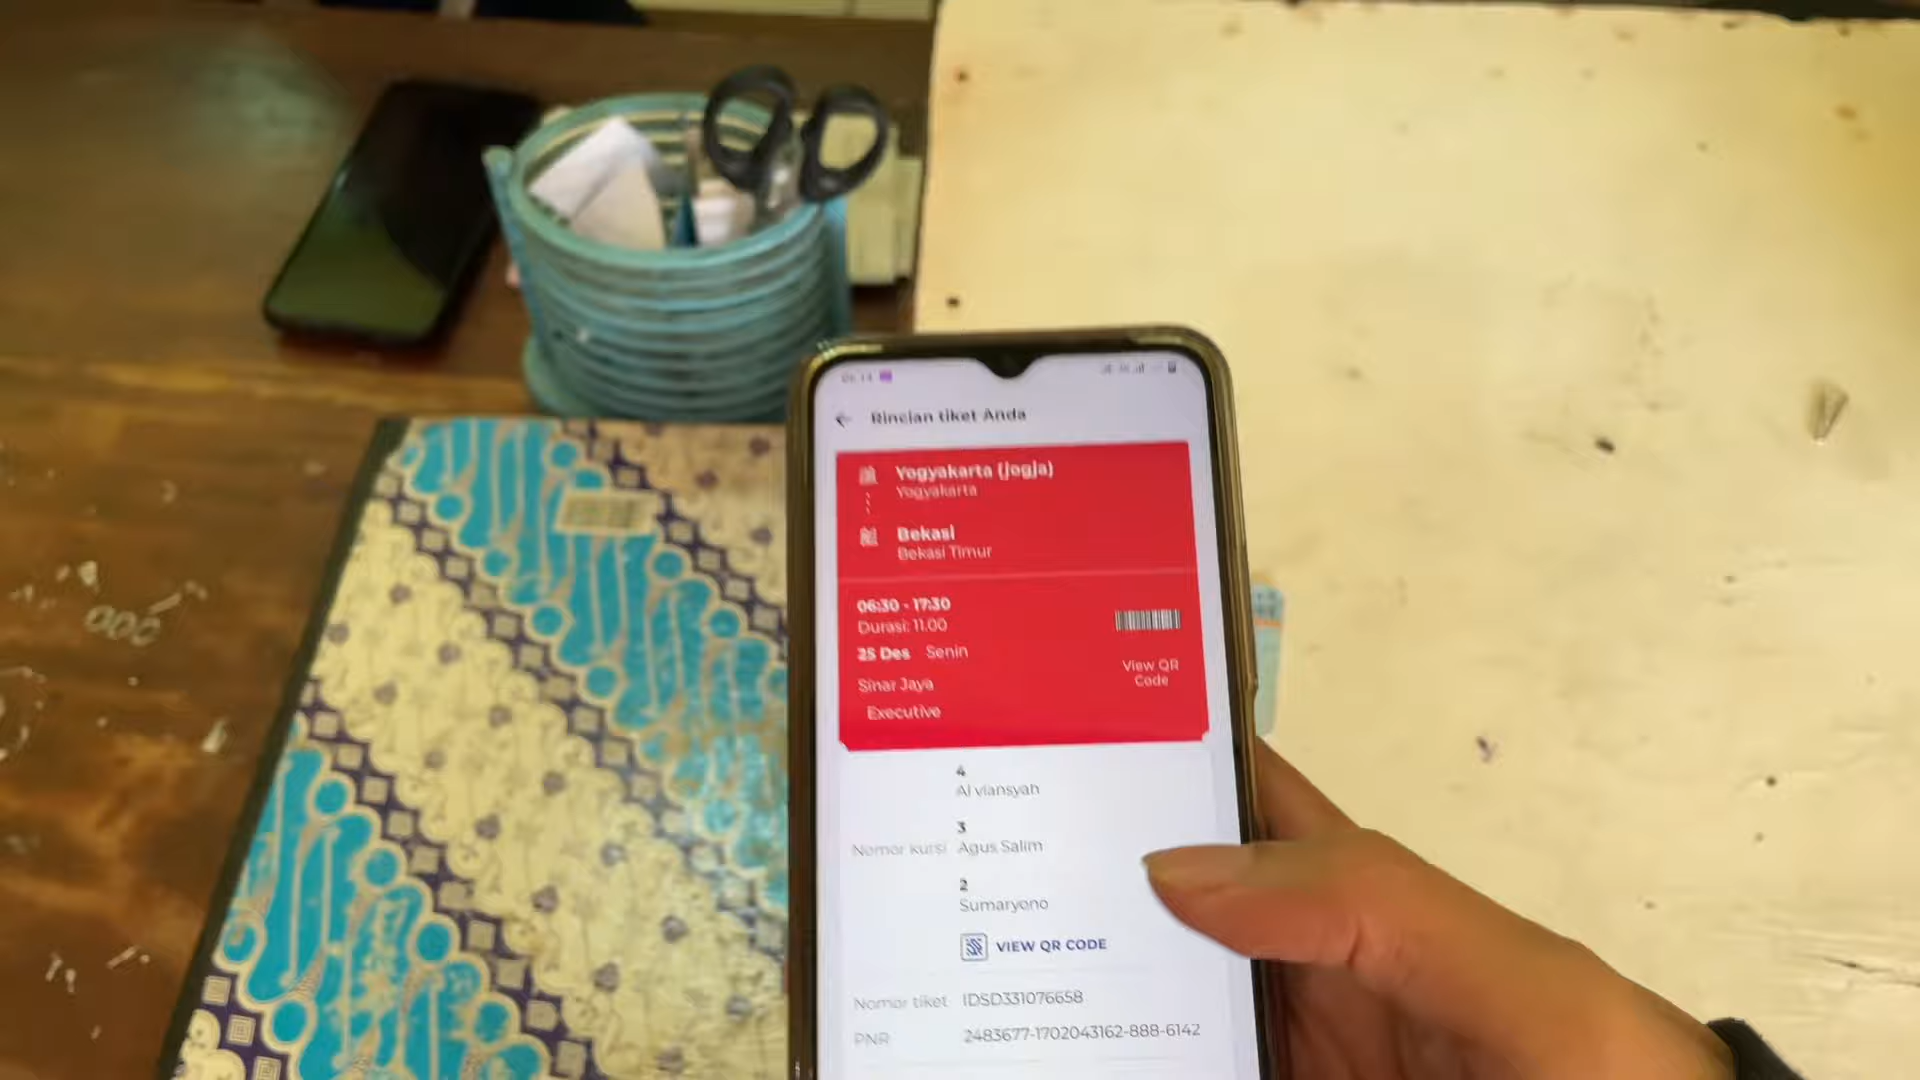 Rincian tiket Anda
Yogyakarta (Jogja)
Yogyakarta
Bekasi
Bekasi Timur
06:30 - 17:30
Durasi: 11.00
25 Des Senin
View QR
Code
Sinar Jaya
Executive
4
Al viansyah
3
Nomor kursi Agus Salim
2
Sumaryono
VIEW QR CODE
Nomor tiket IDSD331076658
PNR 2483677-1702043162-888-6142